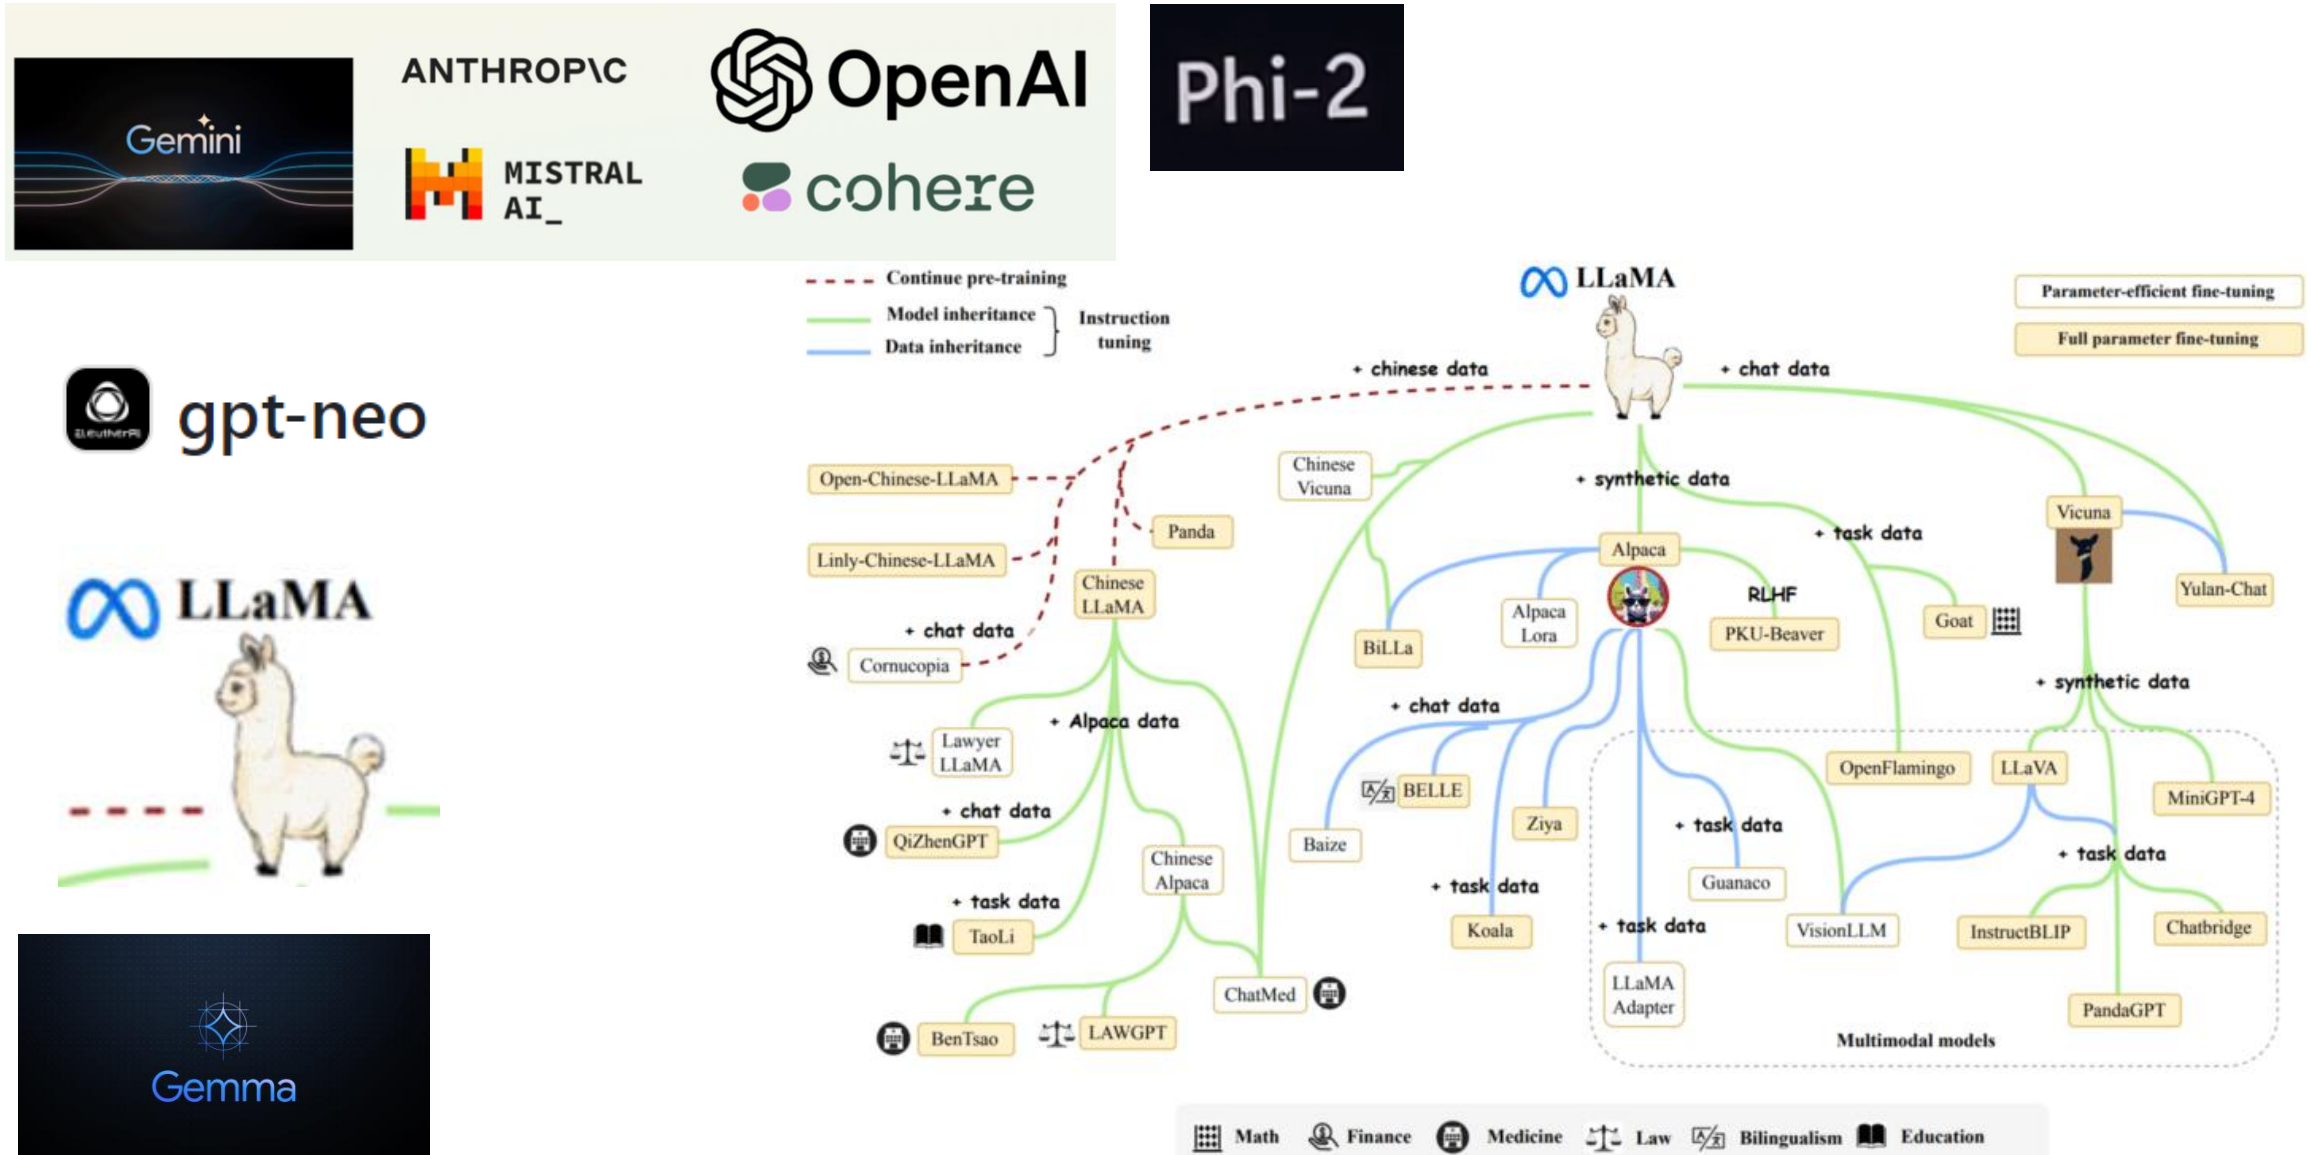 Gemini
ANTHROP\C
OpenAI
MISTRAL
AI_
cohere
Phi-2
EleutherAI
gpt-neo
LLaMA
Gemma
Continue pre-training
Model inheritance
Data inheritance
Instruction
tuning
LLaMA
Parameter-efficient fine-tuning
Full parameter fine-tuning
+ chinese data
+ chat data
Open-Chinese-LLaMA
Linly-Chinese-LLaMA
Panda
Chinese
LLaMA
+ chat data
Cornucopia
Chinese
Vicuna
+ synthetic data
Alpaca
+ task data
Vicuna
Yulan-Chat
BiLLa
Alpaca
Lora
RLHF
PKU-Beaver
Goat
+ synthetic data
+ Alpaca data
Lawyer
LLaMA
+ chat data
QiZhenGPT
+ task data
TaoLi
Chinese
Alpaca
BenTsao
LAWGPT
ChatMed
+ chat data
BELLE
Baize
Ziya
+ task data
Koala
+ task data
Guanaco
+ task data
LLaMA
Adapter
OpenFlamingo
LLaVA
MiniGPT-4
+ task data
VisionLLM
InstructBLIP
Chatbridge
PandaGPT
Multimodal models
Math
Finance
Medicine
Law
Bilingualism
Education